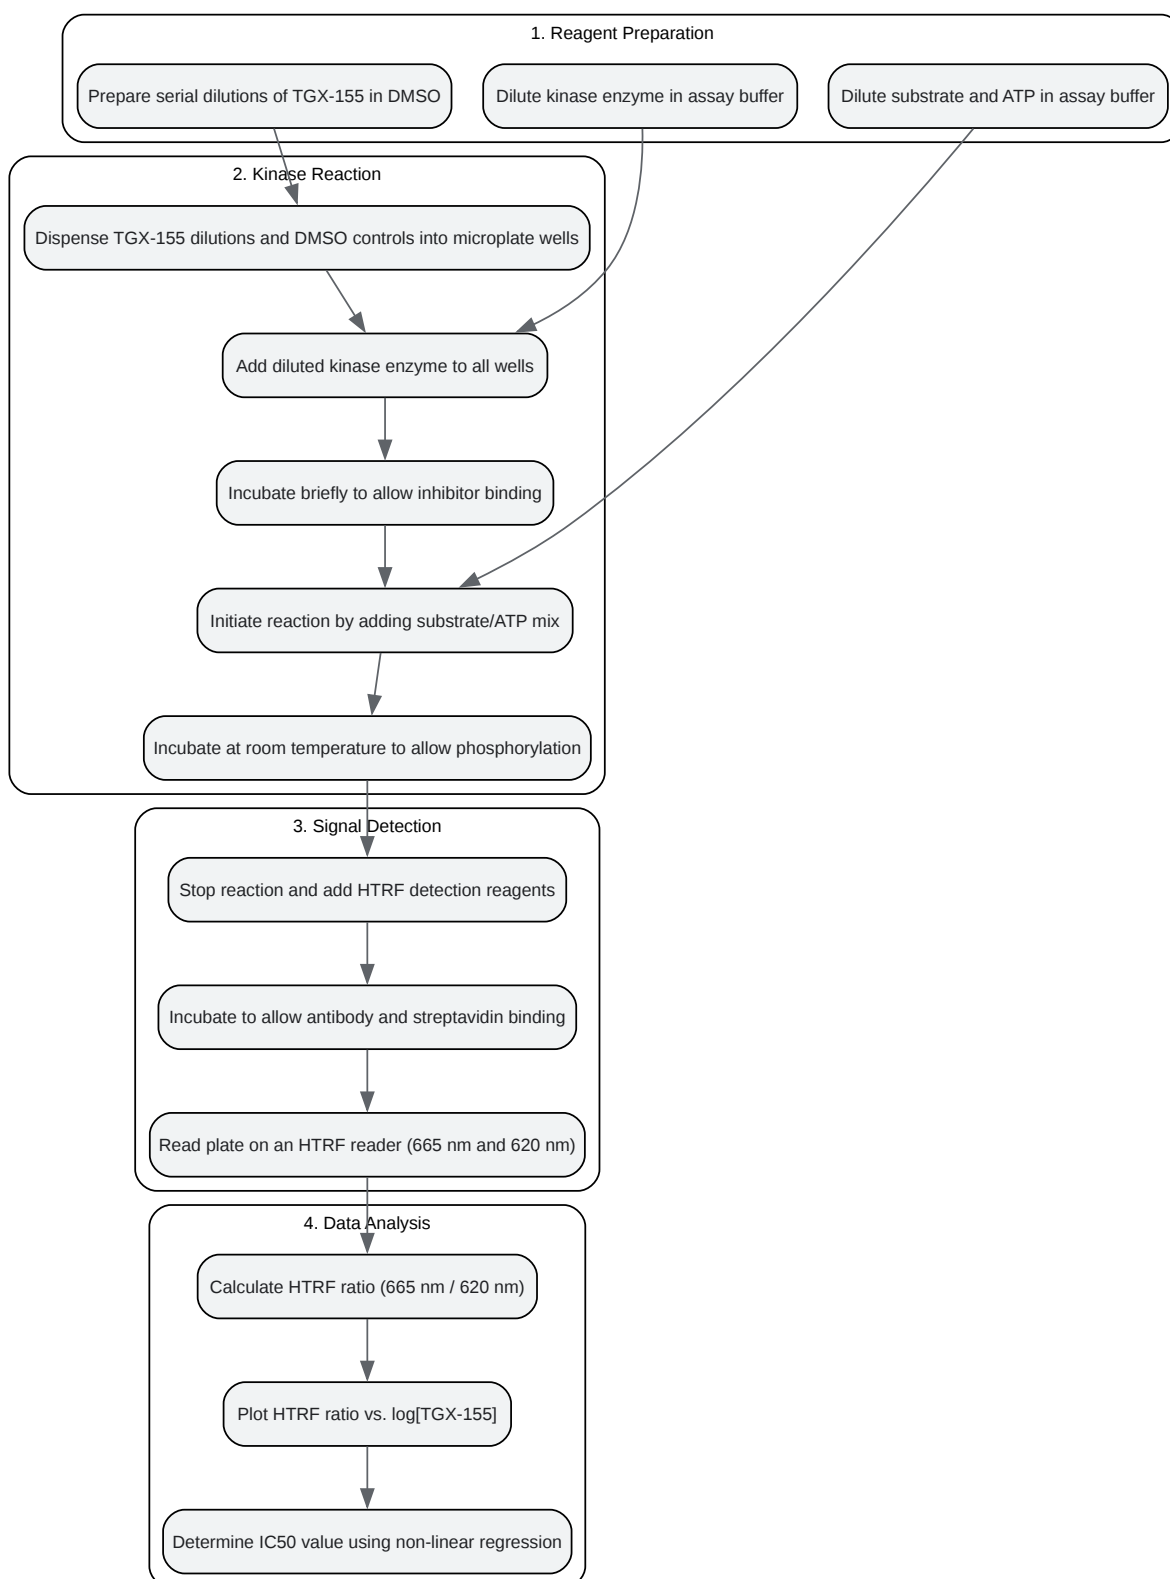 1. Reagent Preparation
Prepare serial dilutions of TGX-155 in DMSO
Dilute kinase enzyme in assay buffer
Dilute substrate and ATP in assay buffer
2. Kinase Reaction
Dispense TGX-155 dilutions and DMSO controls into microplate wells
Add diluted kinase enzyme to all wells
Incubate briefly to allow inhibitor binding
Initiate reaction by adding substrate/ATP mix
Incubate at room temperature to allow phosphorylation
3. Signal Detection
Stop reaction and add HTRF detection reagents
Incubate to allow antibody and streptavidin binding
Read plate on an HTRF reader (665 nm and 620 nm)
4. Data Analysis
Calculate HTRF ratio (665 nm / 620 nm)
Plot HTRF ratio vs. log[TGX-155]
Determine IC50 value using non-linear regression